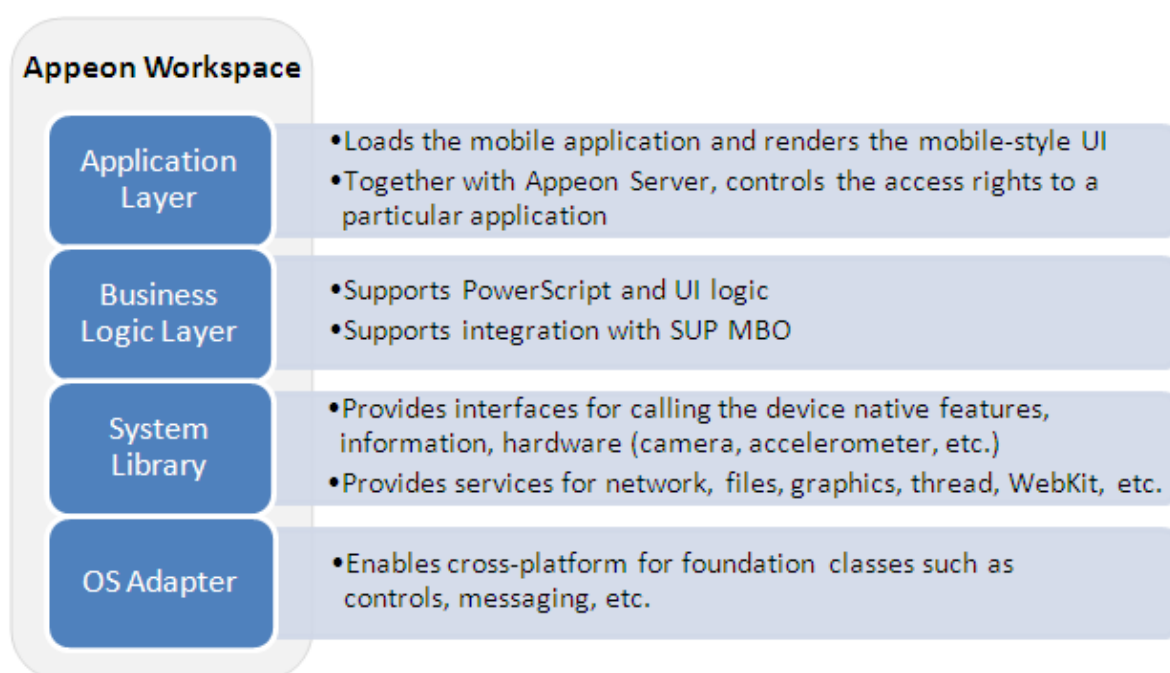 Appeon Workspace
Application
Layer
•Loads the mobile application and renders the mobile-style UI
•Together with Appeon Server, controls the access rights to a
particular application
Business
Logic Layer
•Supports PowerScript and UI logic
•Supports integration with SUP MBO
System
Library
•Provides interfaces for calling the device native features,
information, hardware (camera, accelerometer, etc.)
•Provides services for network, files, graphics, thread, WebKit, etc.
OS Adapter
•Enables cross-platform for foundation classes such as
controls, messaging, etc.